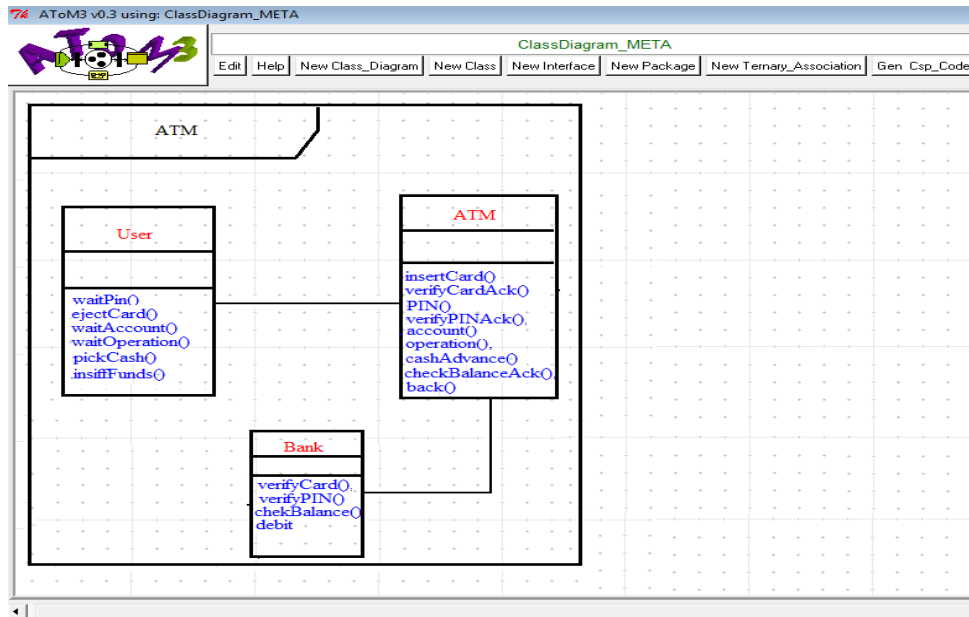 AToM3 v0.3 using: ClassDiagram_META
AToM3
ClassDiagram_META
Edit Help New Class_Diagram New Class New Interface New Package New Ternary_Association Gen Csp_Code
ATM
User
waitPin()
ejectCard()
waitAccount()
waitOperation()
pickCash()
insiffFunds()
ATM
insertCard()
verifyCardAck()
PIN()
verifyPINAck(),
account()
operation(),
cashAdvance()
checkBalanceAck(),
back()
Bank
verifyCard(),
verifyPIN()
chekBalance()
debit